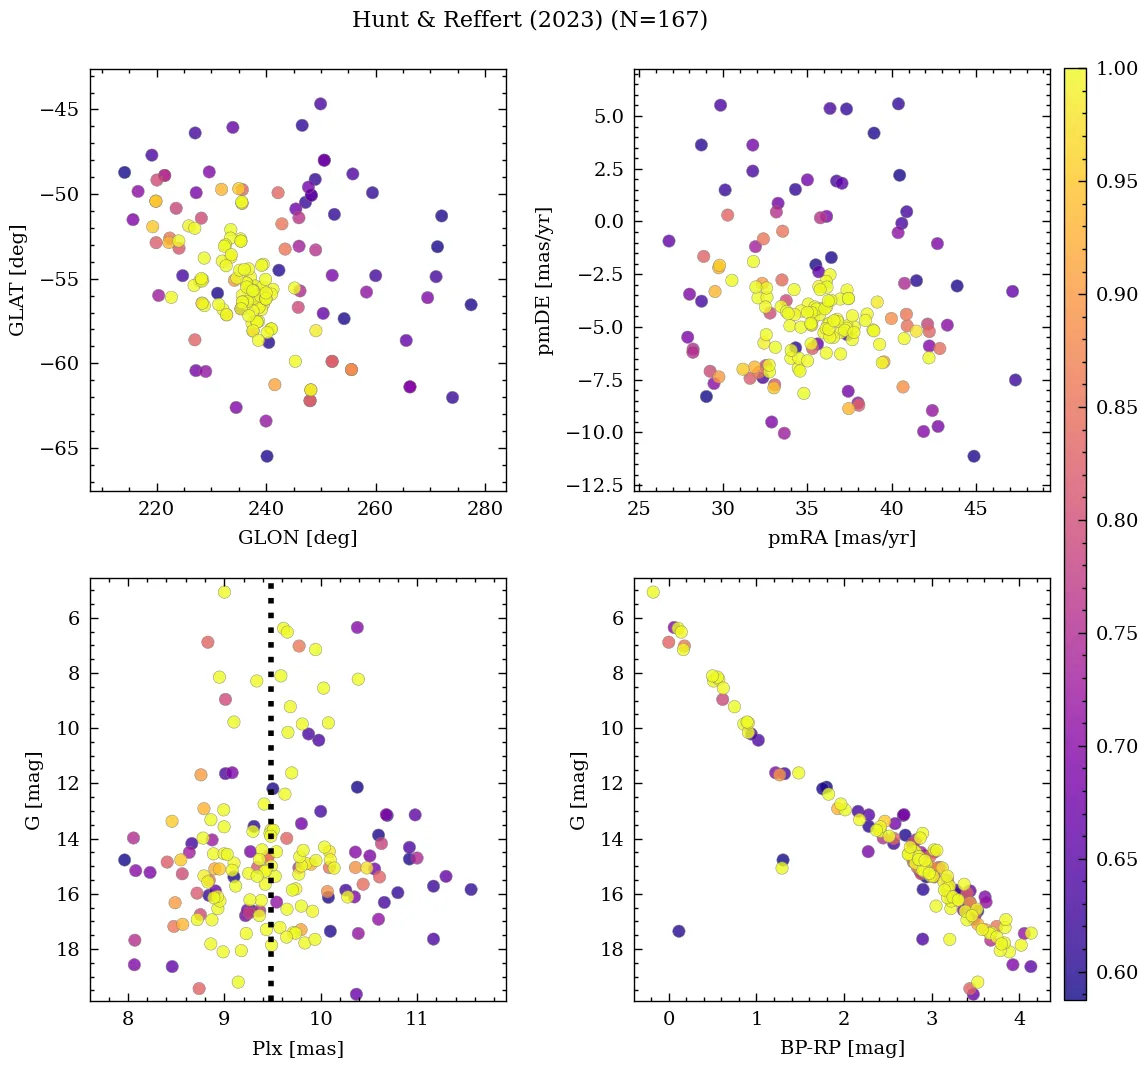 Hunt & Reffert (2023) (N=167)
−45
−50
−55
−60
−65
GLAT [deg]
220 240 260 280
GLON [deg]
5.0
2.5
0.0
−2.5
−5.0
−7.5
−10.0
−12.5
pmDE [mas/yr]
25 30 35 40 45
pmRA [mas/yr]
1.00
0.95
0.90
0.85
0.80
0.75
0.70
0.65
0.60
6
8
10
12
14
16
18
G [mag]
8 9 10 11
Plx [mas]
6
8
10
12
14
16
18
G [mag]
0 1 2 3 4
BP-RP [mag]